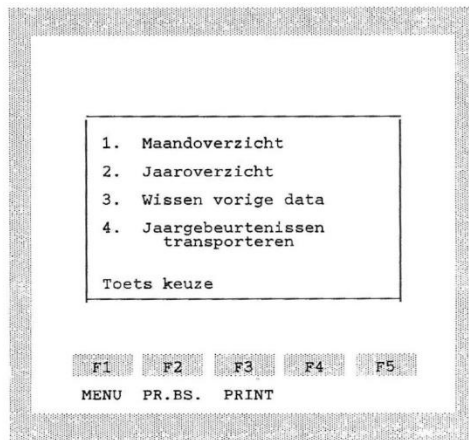 1. Maandoverzicht
2. Jaaroverzicht
3. Wissen vorige data
4. Jaargebeurtenissen
transporteren
Toets keuze
F1 F2 F3 F4 F5
MENU PR.BS. PRINT